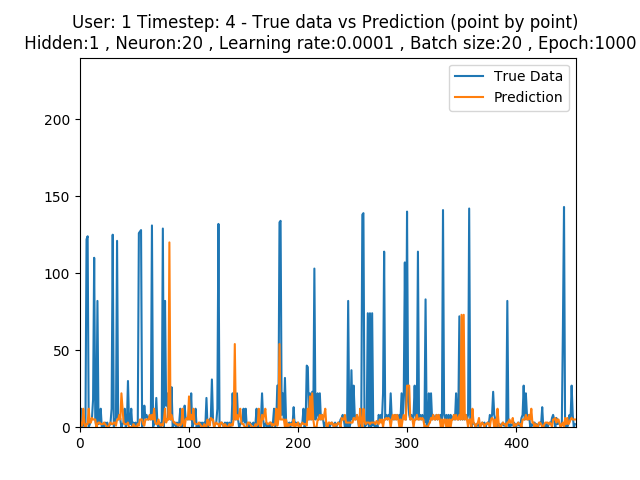 User: 1 Timestep: 4 - True data vs Prediction (point by point)
Hidden:1 , Neuron:20 , Learning rate:0.0001 , Batch size:20 , Epoch:1000
True Data
Prediction
200
150
100
50
0
0 100 200 300 400